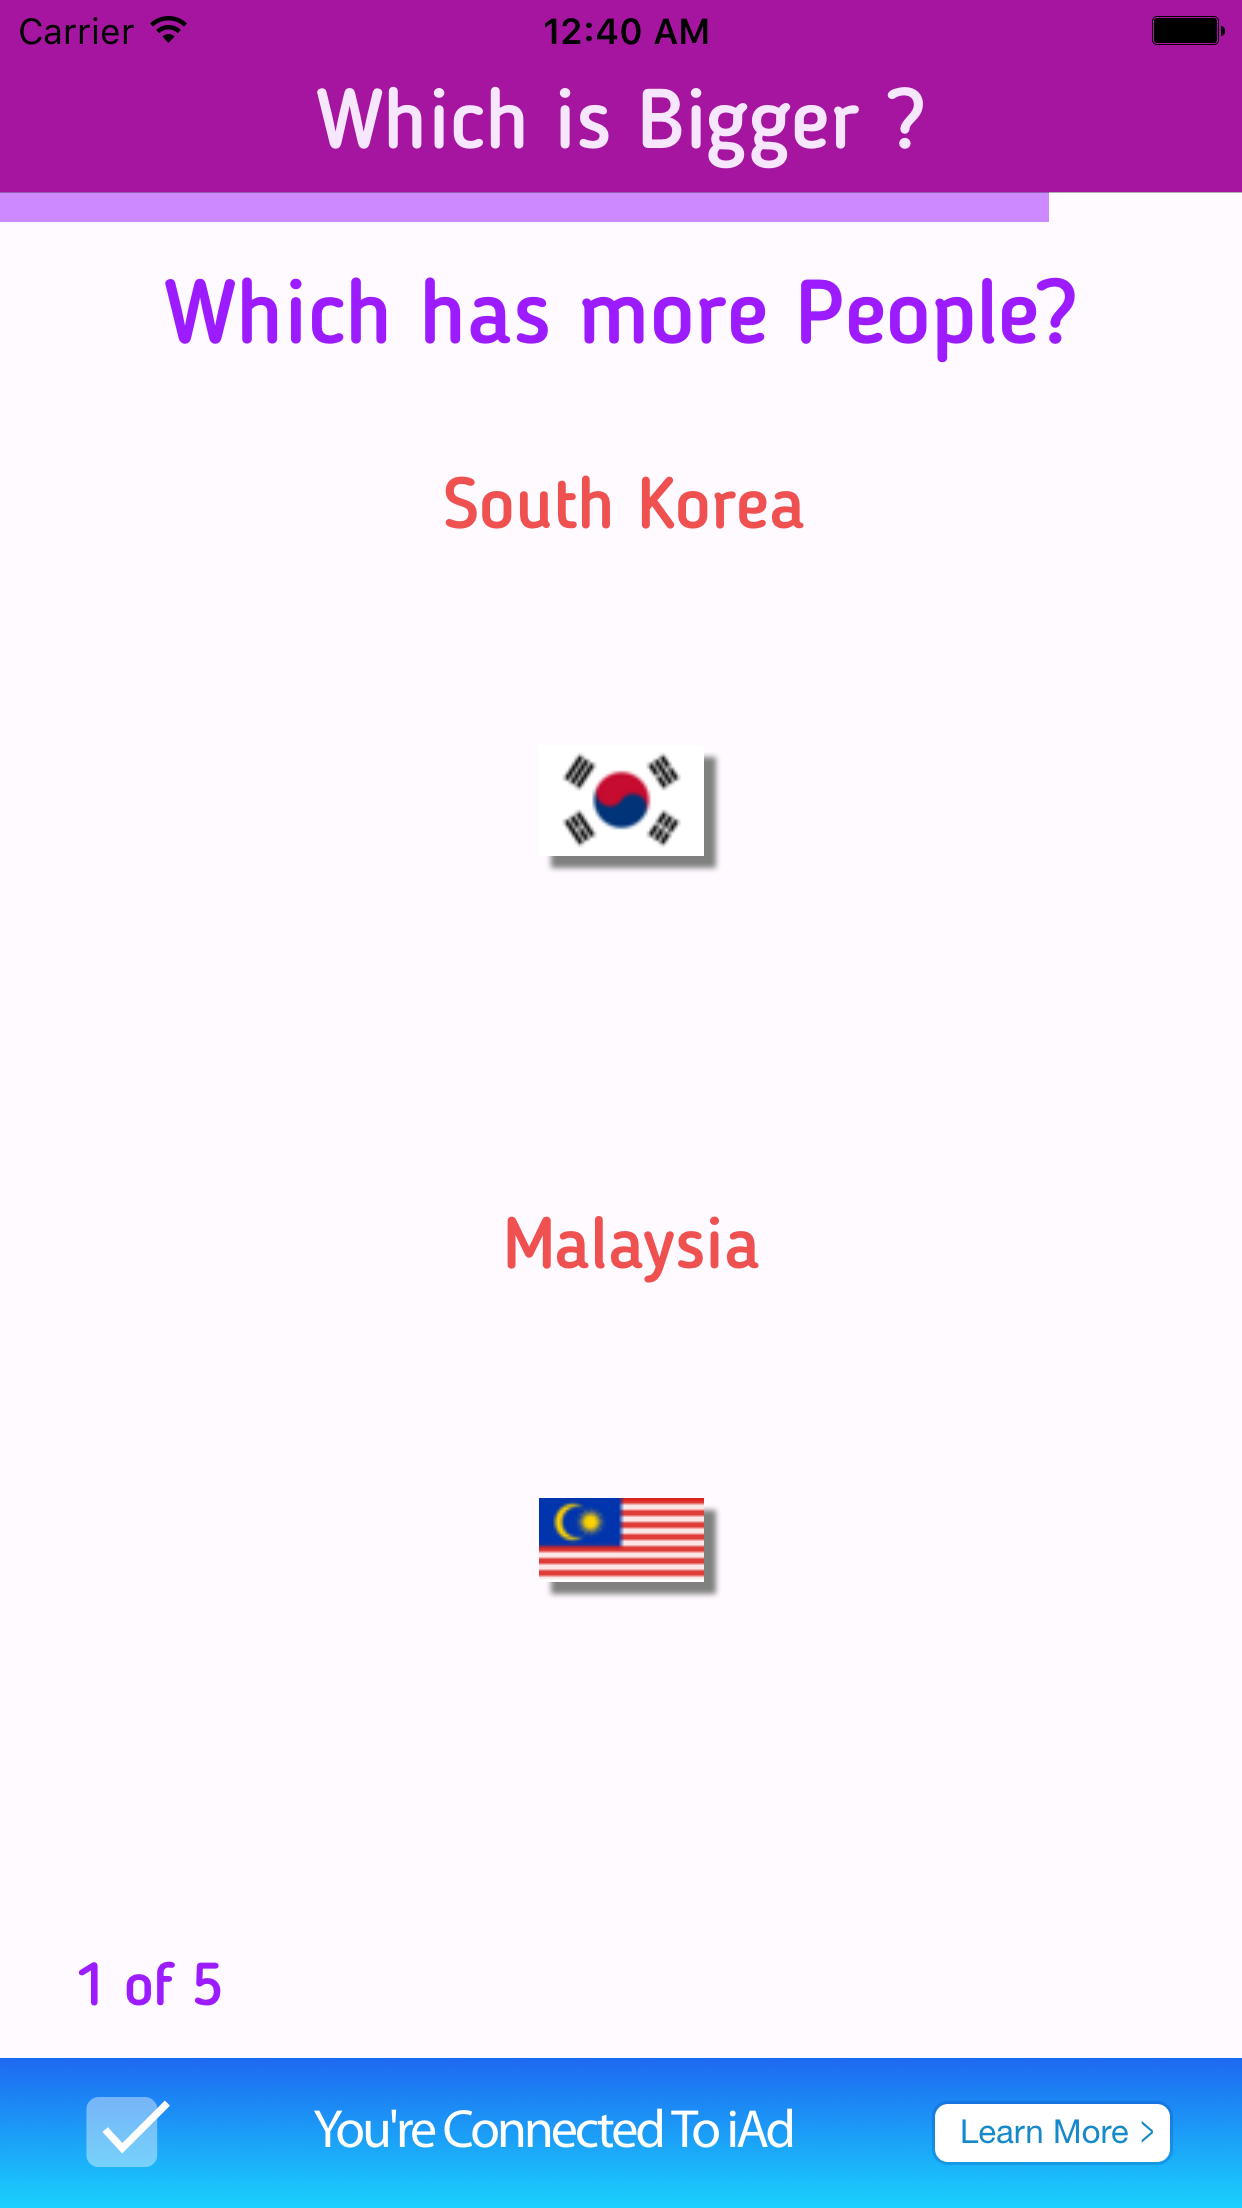 Carrier
12:40 AM
Which is Bigger ?
Which has more People?
South Korea
Malaysia
1 of 5
You're Connected To iAd
Learn More >